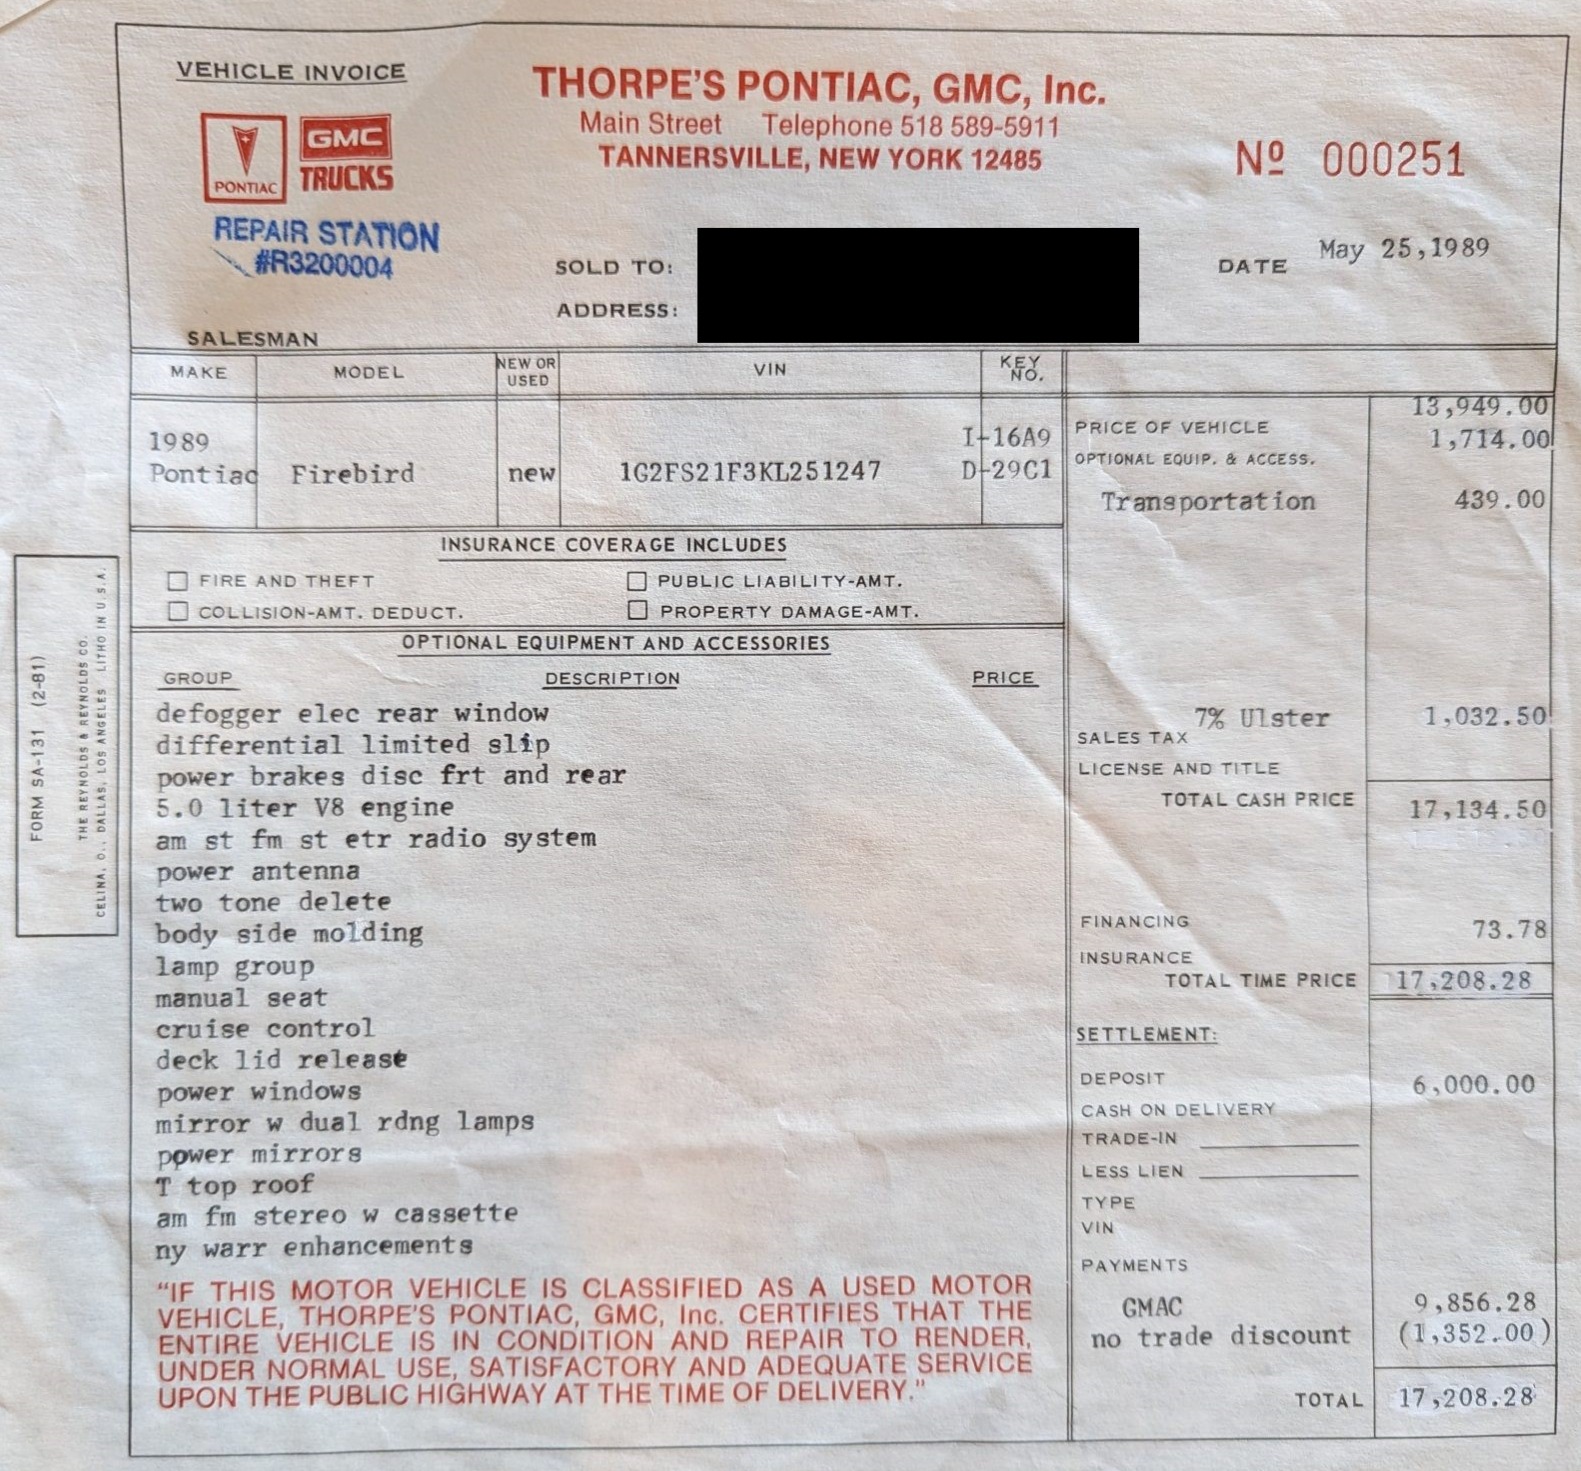 VEHICLE INVOICE
THORPE'S PONTIAC, GMC, Inc.
Main Street Telephone 518 589-5911
TANNERSVILLE, NEW YORK 12485
PONTIAC
GMC
TRUCKS
Nº 000251
REPAIR STATION
#R3200004
SOLD TO:
ADDRESS:
DATE May 25,1989
SALESMAN
MAKE MODEL NEW OR USED VIN KEY NO.
1989 I-16A9
Pontiac Firebird new 1G2FS21F3KL251247 D-29C1
INSURANCE COVERAGE INCLUDES
FIRE AND THEFT PUBLIC LIABILITY-AMT.
COLLISION-AMT. DEDUCT. PROPERTY DAMAGE-AMT.
OPTIONAL EQUIPMENT AND ACCESSORIES
GROUP DESCRIPTION PRICE
defogger elec rear window
differential limited slip
power brakes disc frt and rear
5.0 liter V8 engine
am st fm st etr radio system
power antenna
two tone delete
body side molding
lamp group
manual seat
cruise control
deck lid release
power windows
mirror w dual rdng lamps
power mirrors
T top roof
am fm stereo w cassette
ny warr enhancements
"IF THIS MOTOR VEHICLE IS CLASSIFIED AS A USED MOTOR
VEHICLE, THORPE'S PONTIAC, GMC, Inc. CERTIFIES THAT THE
ENTIRE VEHICLE IS IN CONDITION AND REPAIR TO RENDER,
UNDER NORMAL USE, SATISFACTORY AND ADEQUATE SERVICE
UPON THE PUBLIC HIGHWAY AT THE TIME OF DELIVERY."
PRICE OF VEHICLE 13,949.00
OPTIONAL EQUIP. & ACCESS. 1,714.00
Transportation 439.00
7% Ulster 1,032.50
SALES TAX
LICENSE AND TITLE
TOTAL CASH PRICE 17,134.50
FINANCING 73.78
INSURANCE
TOTAL TIME PRICE 17,208.28
SETTLEMENT:
DEPOSIT 6,000.00
CASH ON DELIVERY
TRADE-IN
LESS LIEN
TYPE
VIN
PAYMENTS
GMAC 9,856.28
no trade discount (1,352.00)
TOTAL 17,208.28
FORM SA-131 (2-81)
THE REYNOLDS & REYNOLDS CO.
CELINA, O., DALLAS, LOS ANGELES LITHO IN U.S.A.